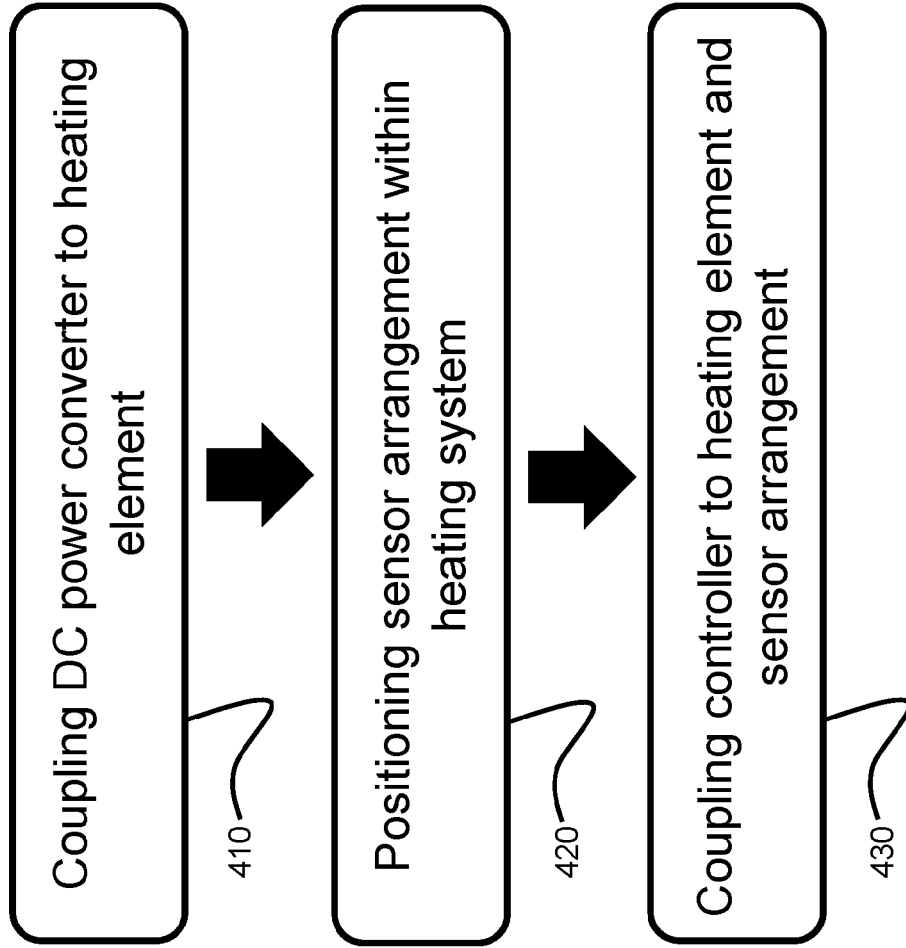 Coupling DC power converter to heating
element
410
Positioning sensor arrangement within
heating system
420
Coupling controller to heating element and
sensor arrangement
430